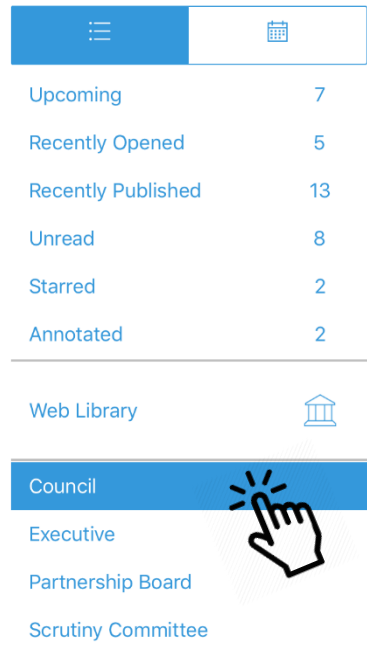 Upcoming 7
Recently Opened 5
Recently Published 13
Unread 8
Starred 2
Annotated 2
Web Library
Council
Executive
Partnership Board
Scrutiny Committee